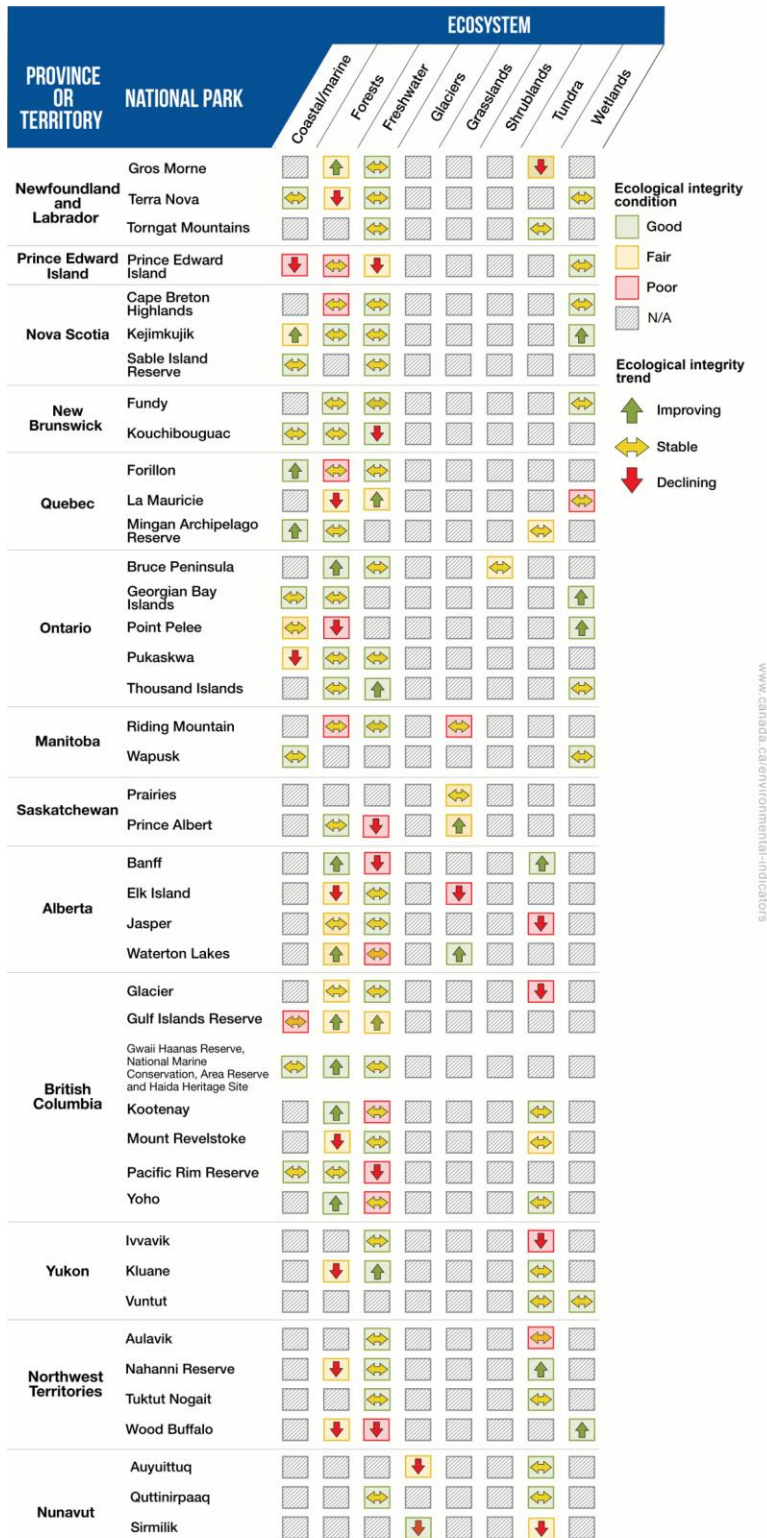 ECOSYSTEM
PROVINCE
OR
TERRITORY
NATIONAL PARK
Coastal/marine
Forests
Freshwater
Glaciers
Grasslands
Shrublands
Tundra
Wetlands
Newfoundland
and
Labrador
Gros Morne
Terra Nova
Torngat Mountains
Prince Edward
Island
Prince Edward
Island
Nova Scotia
Cape Breton
Highlands
Kejimkujik
Sable Island
Reserve
New
Brunswick
Fundy
Kouchibouguac
Quebec
Forillon
La Mauricie
Mingan Archipelago
Reserve
Ontario
Bruce Peninsula
Georgian Bay
Islands
Point Pelee
Pukaskwa
Thousand Islands
Manitoba
Riding Mountain
Wapusk
Saskatchewan
Prairies
Prince Albert
Alberta
Banff
Elk Island
Jasper
Waterton Lakes
British
Columbia
Glacier
Gulf Islands Reserve
Gwaii Haanas Reserve,
National Marine
Conservation, Area Reserve
and Haida Heritage Site
Kootenay
Mount Revelstoke
Pacific Rim Reserve
Yoho
Yukon
Ivvavik
Kluane
Vuntut
Northwest
Territories
Aulavik
Nahanni Reserve
Tuktut Nogait
Wood Buffalo
Nunavut
Auyuittuq
Quttinirpaaq
Sirmilik
Ecological integrity
condition
Good
Fair
Poor
N/A
Ecological integrity
trend
Improving
Stable
Declining
www.canada.ca/environmental-indicators